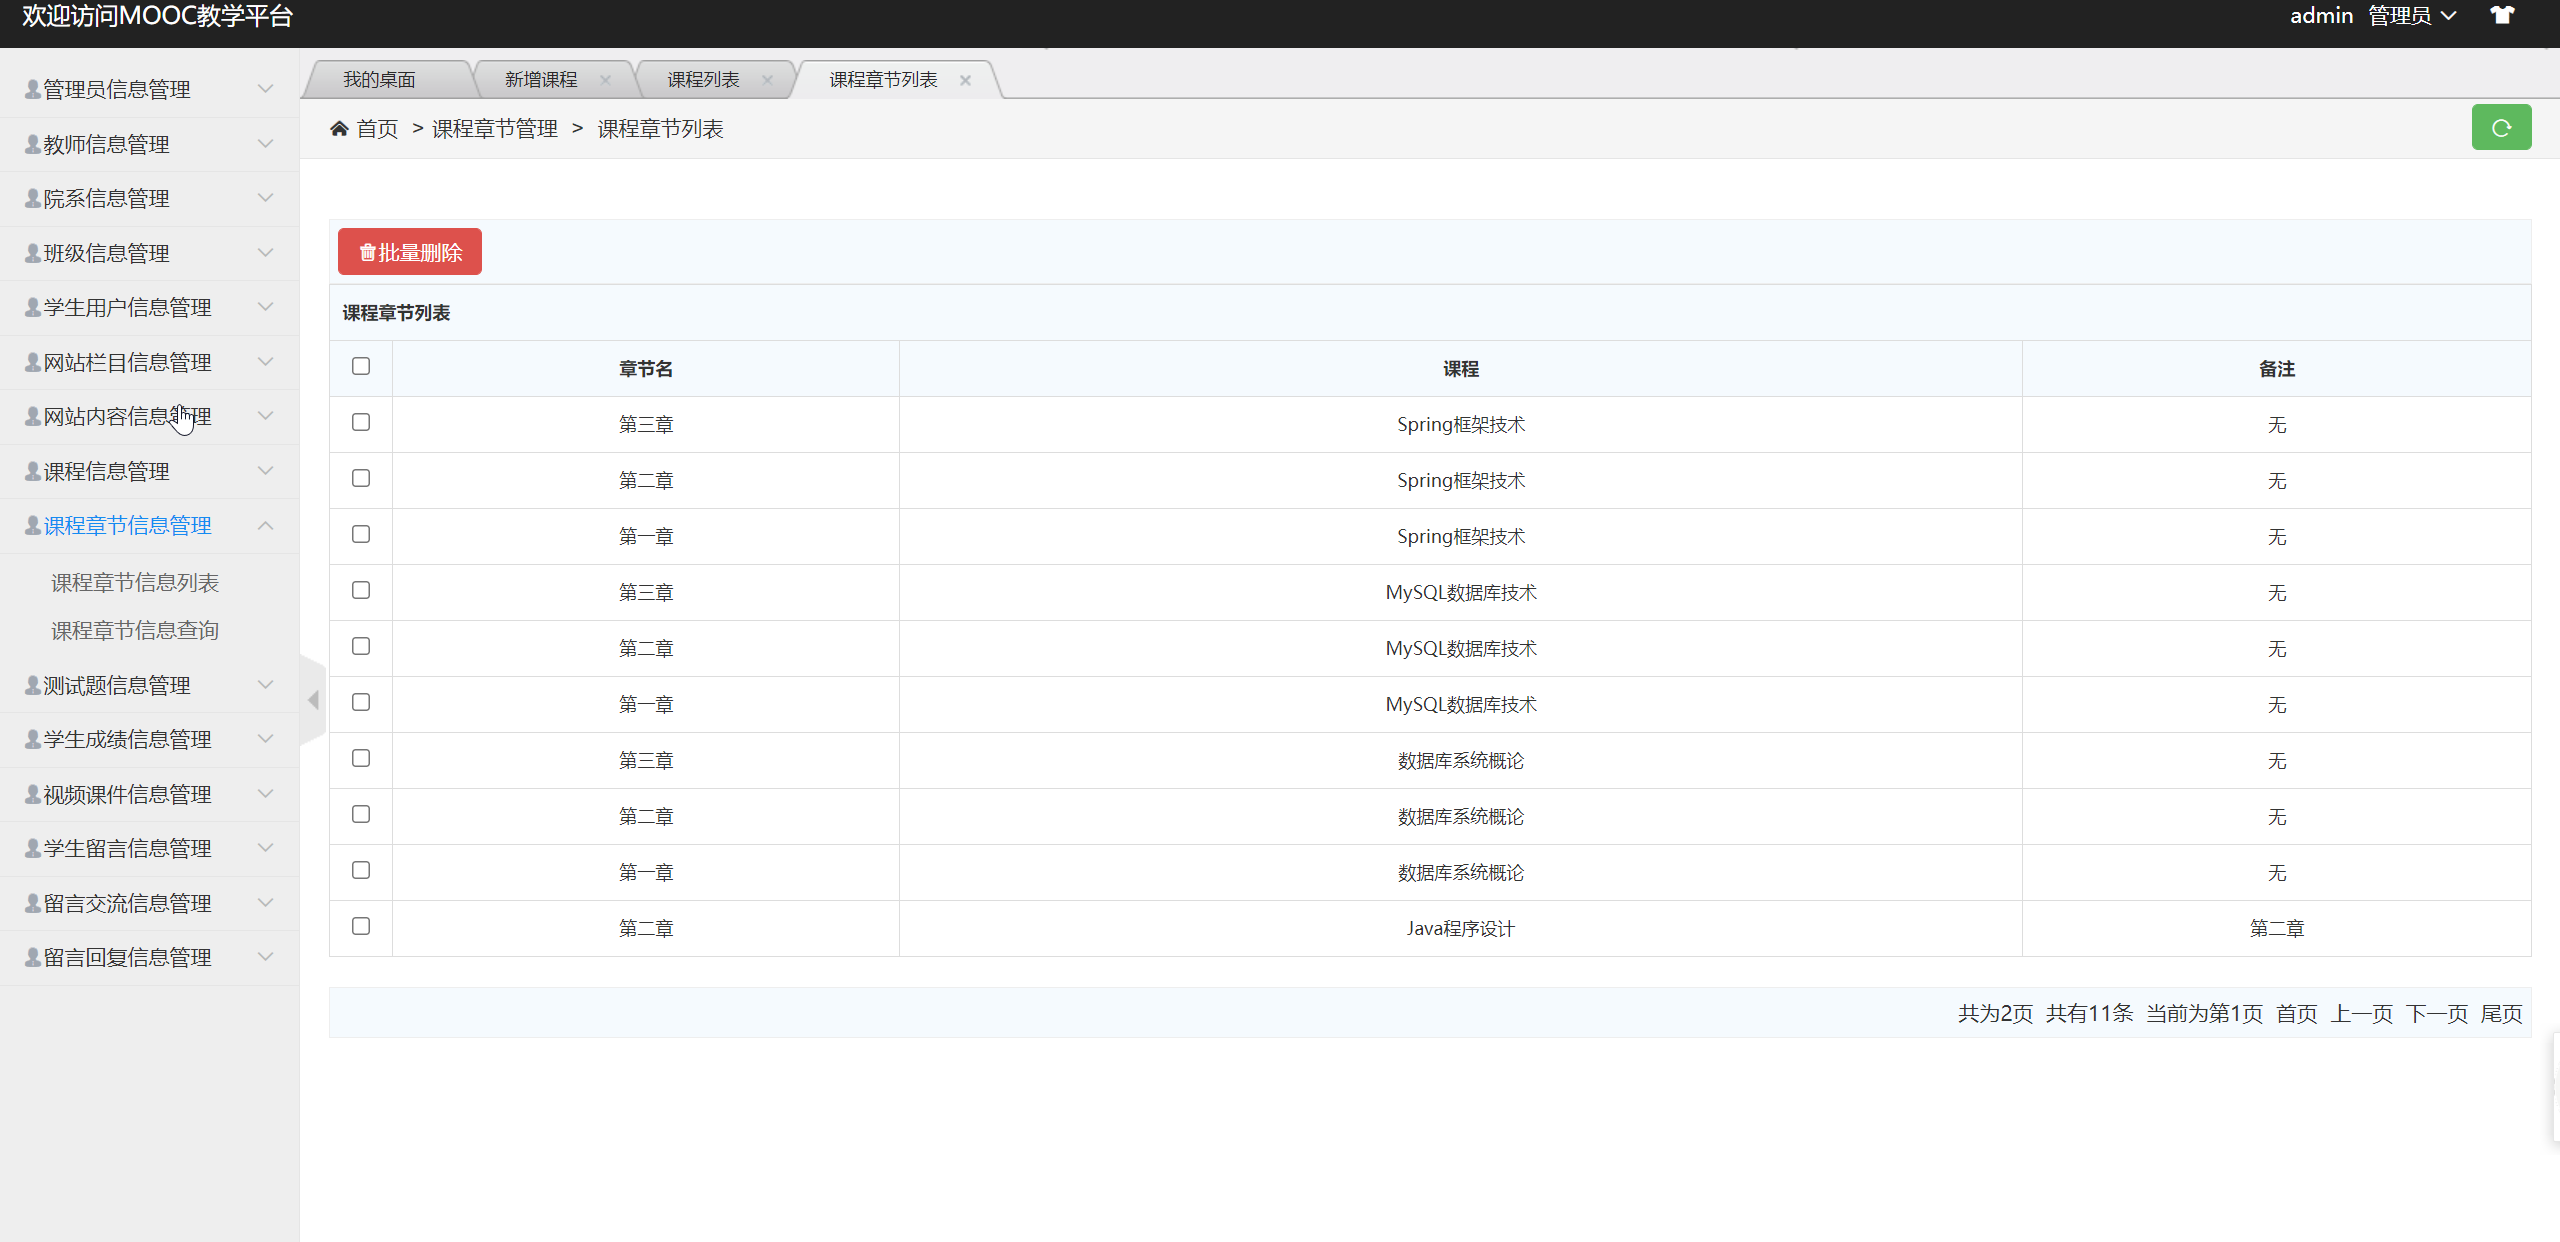 欢迎访问MOOC教学平台
admin 管理员
管理员信息管理
教师信息管理
院系信息管理
班级信息管理
学生用户信息管理
网站栏目信息管理
网站内容信息管理
课程信息管理
课程章节信息管理
课程章节信息列表
课程章节信息查询
测试题信息管理
学生成绩信息管理
视频课件信息管理
学生留言信息管理
留言交流信息管理
留言回复信息管理
我的桌面 新增课程 课程列表 课程章节列表
首页 > 课程章节管理 > 课程章节列表
批量删除
课程章节列表
章节名 课程 备注
第三章 Spring框架技术 无
第二章 Spring框架技术 无
第一章 Spring框架技术 无
第三章 MySQL数据库技术 无
第二章 MySQL数据库技术 无
第一章 MySQL数据库技术 无
第三章 数据库系统概论 无
第二章 数据库系统概论 无
第一章 数据库系统概论 无
第二章 Java程序设计 第二章
共为2页 共有11条 当前为第1页 首页 上一页 下一页 尾页